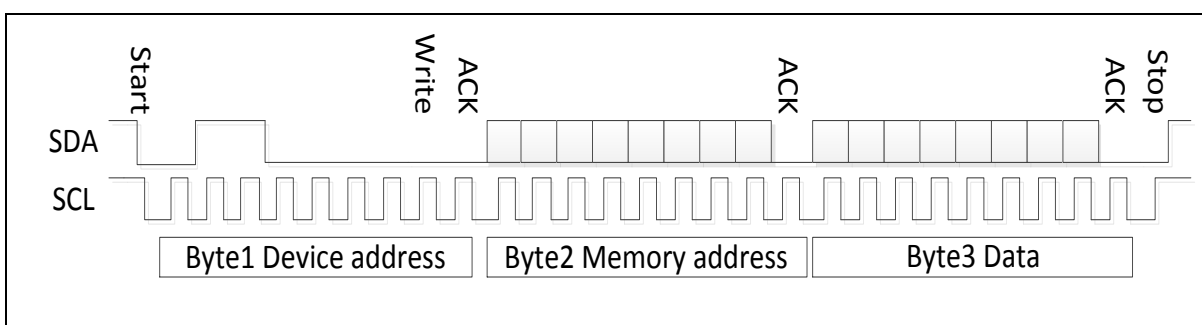 Start
Write
ACK
ACK
ACK
Stop
SDA
SCL
Byte1 Device address
Byte2 Memory address
Byte3 Data